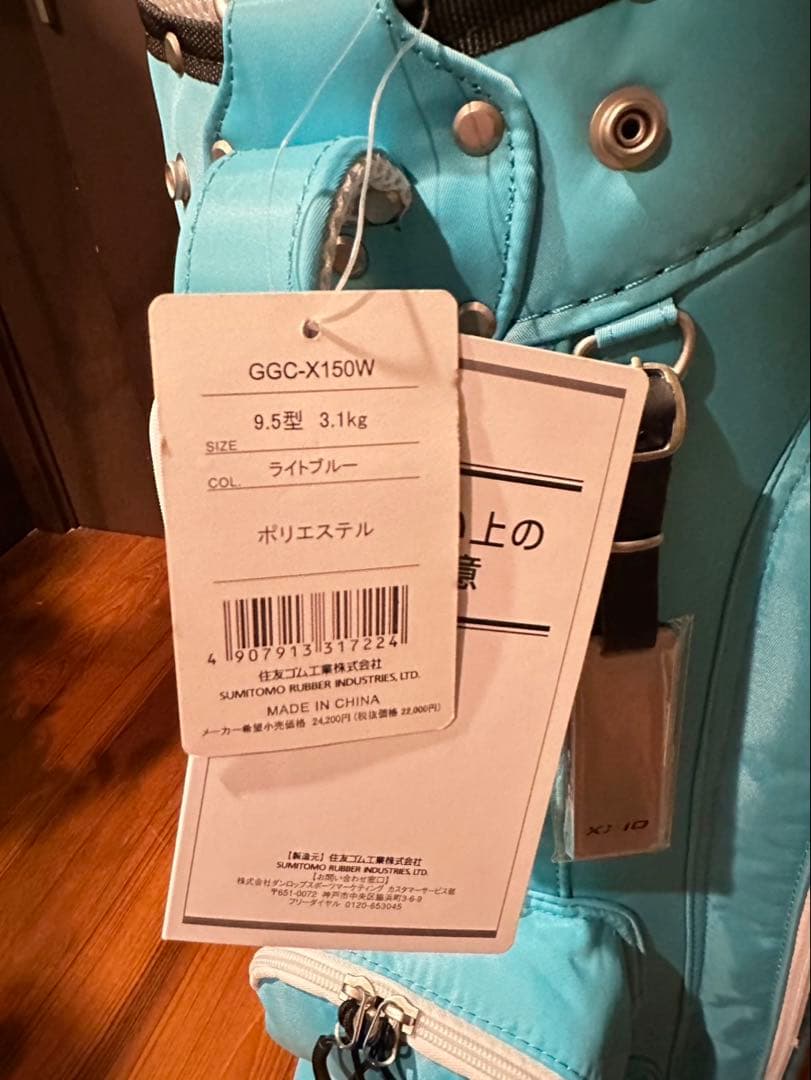 GGC-X150W
9.5型 3.1kg
SIZE
COL. ライトブルー
ポリエステル
4 907913 317224
住友ゴム工業株式会社
SUMITOMO RUBBER INDUSTRIES, LTD.
MADE IN CHINA
メーカー希望小売価格 24,200円(税抜価格 22,000円)
上の
意
【製造元】住友ゴム工業株式会社
SUMITOMO RUBBER INDUSTRIES, LTD.
【お問い合わせ窓口】
株式会社ダンロップスポーツマーケティング カスタマーサービス部
〒651-0072 神戸市中央区脇浜町3-6-9
フリーダイヤル 0120-653045